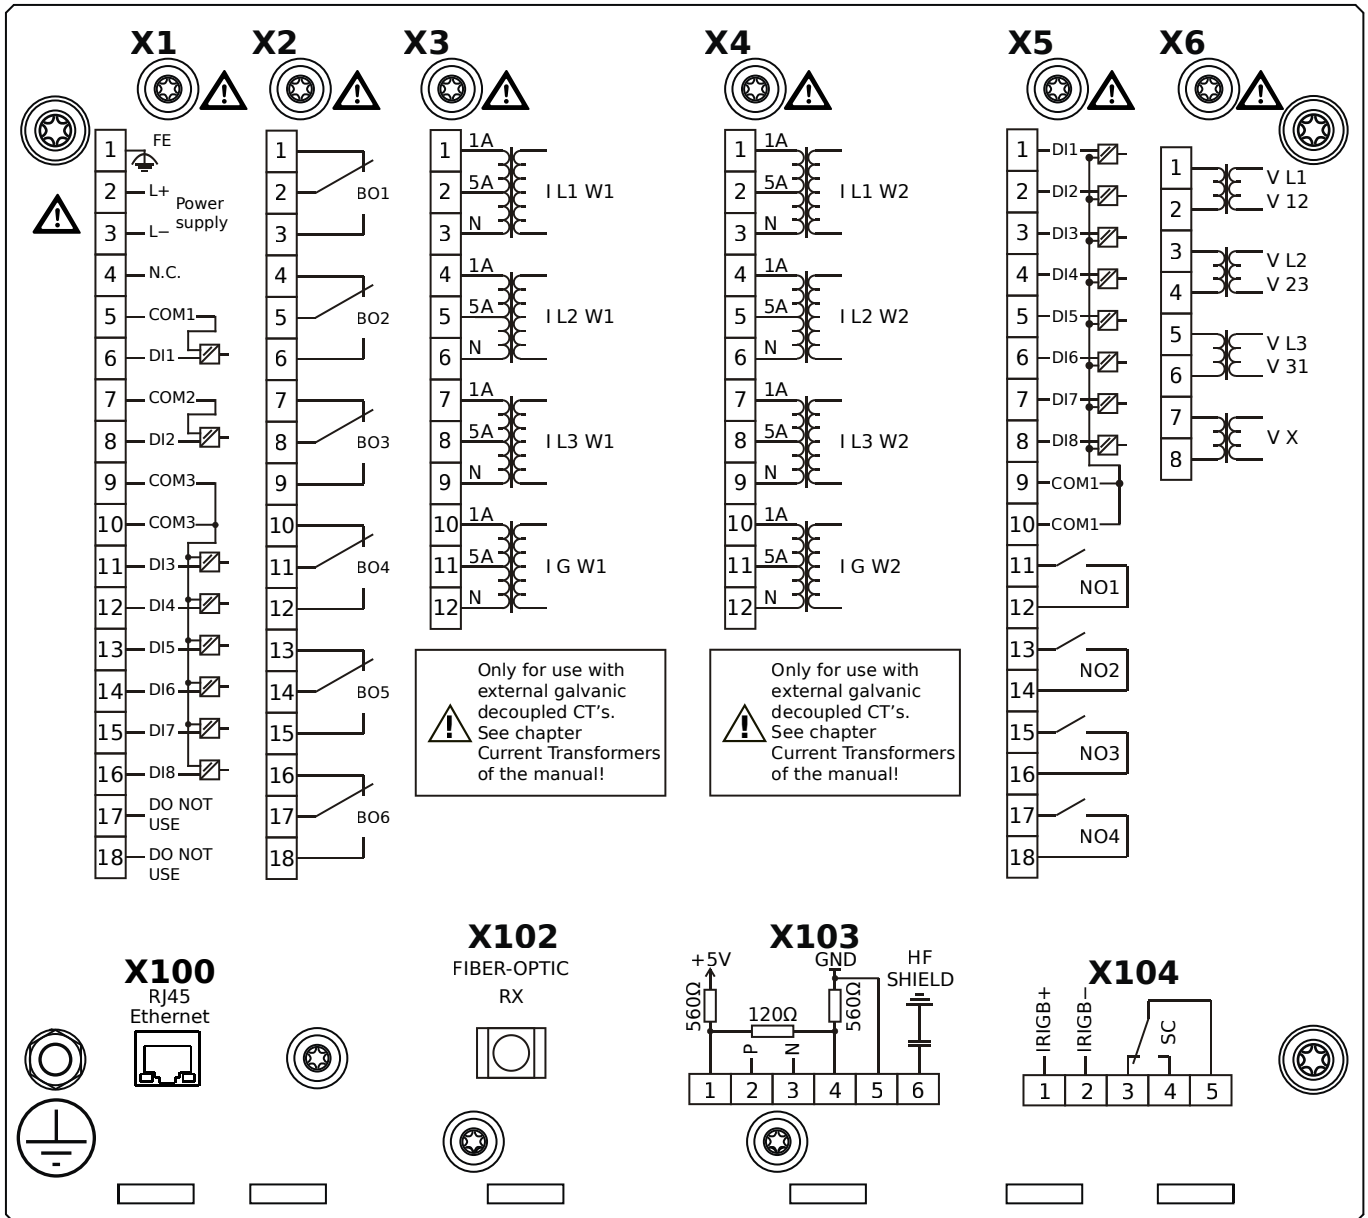 X1
X2
X3
X4
X5
X6
1 FE
2 L+
Power
supply
3 L−
4 N.C.
5 COM1
6 DI1
7 COM2
8 DI2
9 COM3
10 COM3
11 DI3
12 DI4
13 DI5
14 DI6
15 DI7
16 DI8
17 DO NOT
USE
18 DO NOT
USE
1
2 BO1
3
4
5 BO2
6
7
8 BO3
9
10
11 BO4
12
13
14 BO5
15
16
17 BO6
18
1 1A
2 5A I L1 W1
3 N
4 1A
5 5A I L2 W1
6 N
7 1A
8 5A I L3 W1
9 N
10 1A
11 5A I G W1
12 N
Only for use with
external galvanic
decoupled CT's.
See chapter
Current Transformers
of the manual!
1 1A
2 5A I L1 W2
3 N
4 1A
5 5A I L2 W2
6 N
7 1A
8 5A I L3 W2
9 N
10 1A
11 5A I G W2
12 N
Only for use with
external galvanic
decoupled CT's.
See chapter
Current Transformers
of the manual!
1 DI1
2 DI2
3 DI3
4 DI4
5 DI5
6 DI6
7 DI7
8 DI8
9 COM1
10 COM1
11
NO1
12
13
NO2
14
15
NO3
16
17
NO4
18
1 V L1
2 V 12
3 V L2
4 V 23
5 V L3
6 V 31
7
V X
8
X100
RJ45
Ethernet
X102
FIBER-OPTIC
RX
X103
+5V GND HF
SHIELD
560Ω 120Ω 560Ω
P N
1 2 3 4 5 6
X104
IRIGB+ IRIGB− SC
1 2 3 4 5